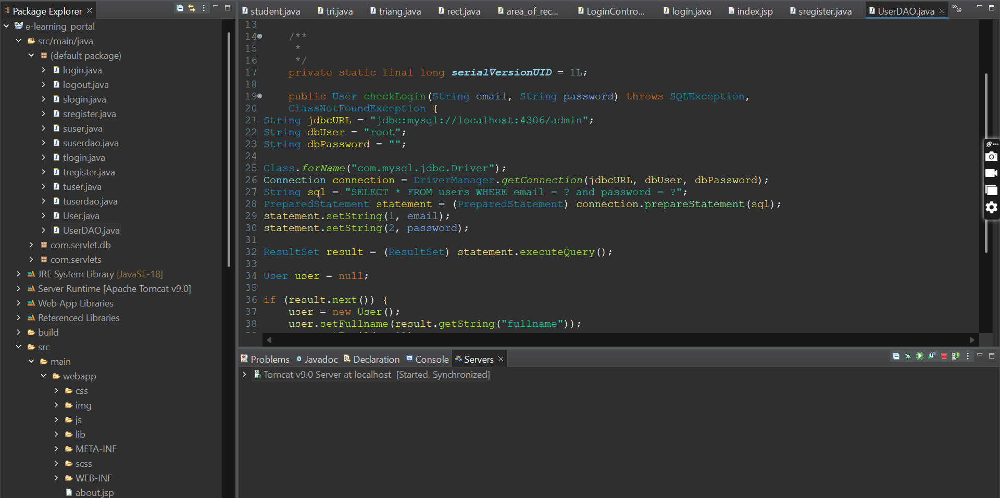 Package Explorer
e-learning_portal
src/main/java
(default package)
login.java
logout.java
slogin.java
sregister.java
suser.java
suserdao.java
tlogin.java
tregister.java
tuser.java
tuserdao.java
User.java
UserDAO.java
com.servlet.db
com.servlets
JRE System Library [JavaSE-18]
Server Runtime [Apache Tomcat v9.0]
Web App Libraries
Referenced Libraries
build
src
main
webapp
css
img
js
lib
META-INF
scss
WEB-INF
about.jsp
student.java tri.java triang.java rect.java area_of_rec... LoginContro... login.java index.jsp sregister.java UserDAO.java »89
13
14 /**
15 *
16 */
17 private static final long serialVersionUID = 1L;
18
19 public User checkLogin(String email, String password) throws SQLException,
20 ClassNotFoundException {
21 String jdbcURL = "jdbc:mysql://localhost:4306/admin";
22 String dbUser = "root";
23 String dbPassword = "";
24
25 Class.forName("com.mysql.jdbc.Driver");
26 Connection connection = DriverManager.getConnection(jdbcURL, dbUser, dbPassword);
27 String sql = "SELECT * FROM users WHERE email = ? and password = ?";
28 PreparedStatement statement = (PreparedStatement) connection.prepareStatement(sql);
29 statement.setString(1, email);
30 statement.setString(2, password);
31
32 ResultSet result = (ResultSet) statement.executeQuery();
33
34 User user = null;
35
36 if (result.next()) {
37 user = new User();
38 user.setFullname(result.getString("fullname"));
Problems Javadoc Declaration Console Servers
Tomcat v9.0 Server at localhost [Started, Synchronized]